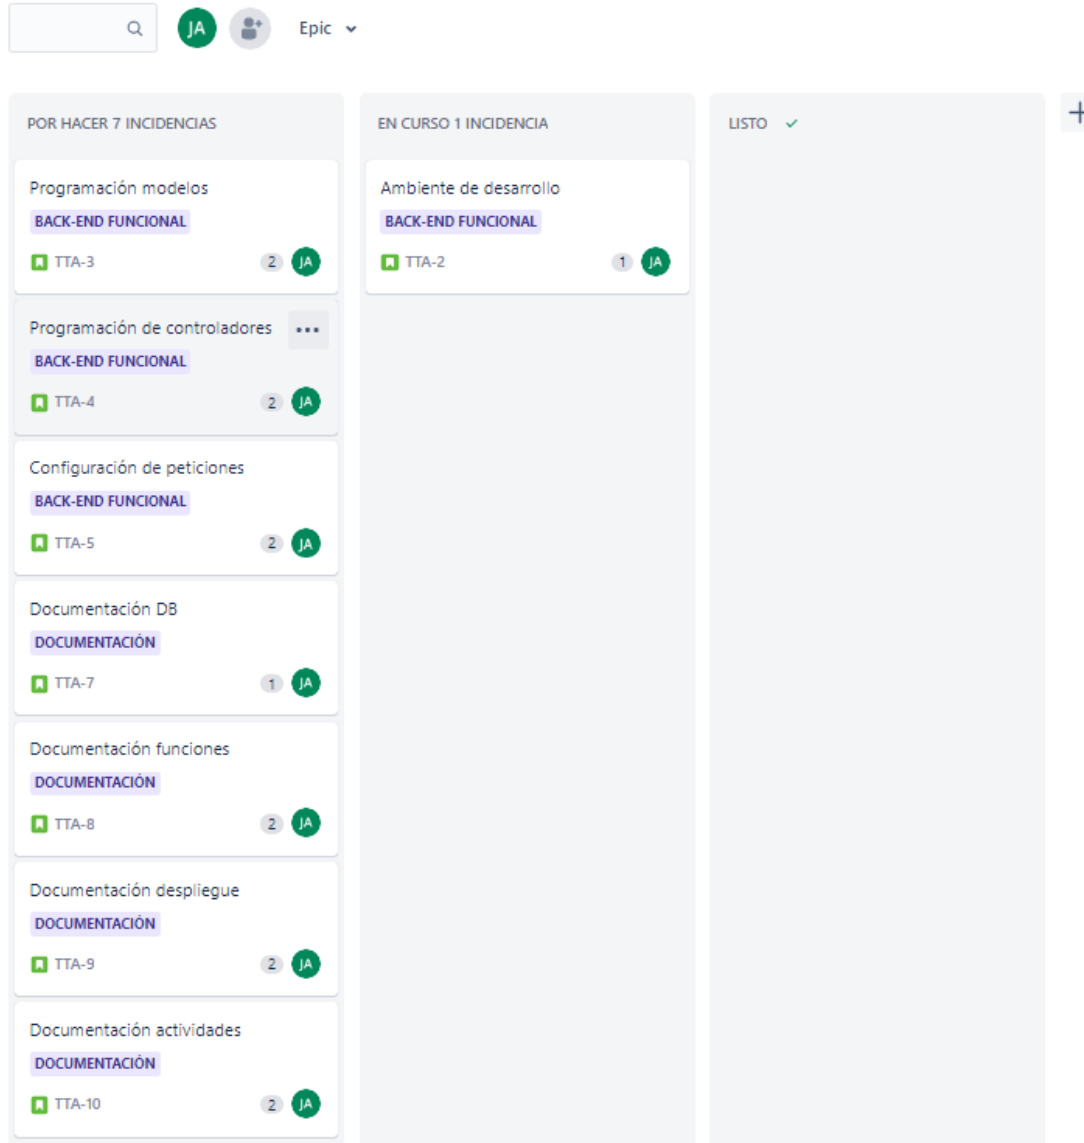 JA
Epic
POR HACER 7 INCIDENCIAS
Programación modelos
BACK-END FUNCIONAL
TTA-3 2 JA
Programación de controladores
BACK-END FUNCIONAL
TTA-4 2 JA
Configuración de peticiones
BACK-END FUNCIONAL
TTA-5 2 JA
Documentación DB
DOCUMENTACIÓN
TTA-7 1 JA
Documentación funciones
DOCUMENTACIÓN
TTA-8 2 JA
Documentación despliegue
DOCUMENTACIÓN
TTA-9 2 JA
Documentación actividades
DOCUMENTACIÓN
TTA-10 2 JA
EN CURSO 1 INCIDENCIA
Ambiente de desarrollo
BACK-END FUNCIONAL
TTA-2 1 JA
LISTO